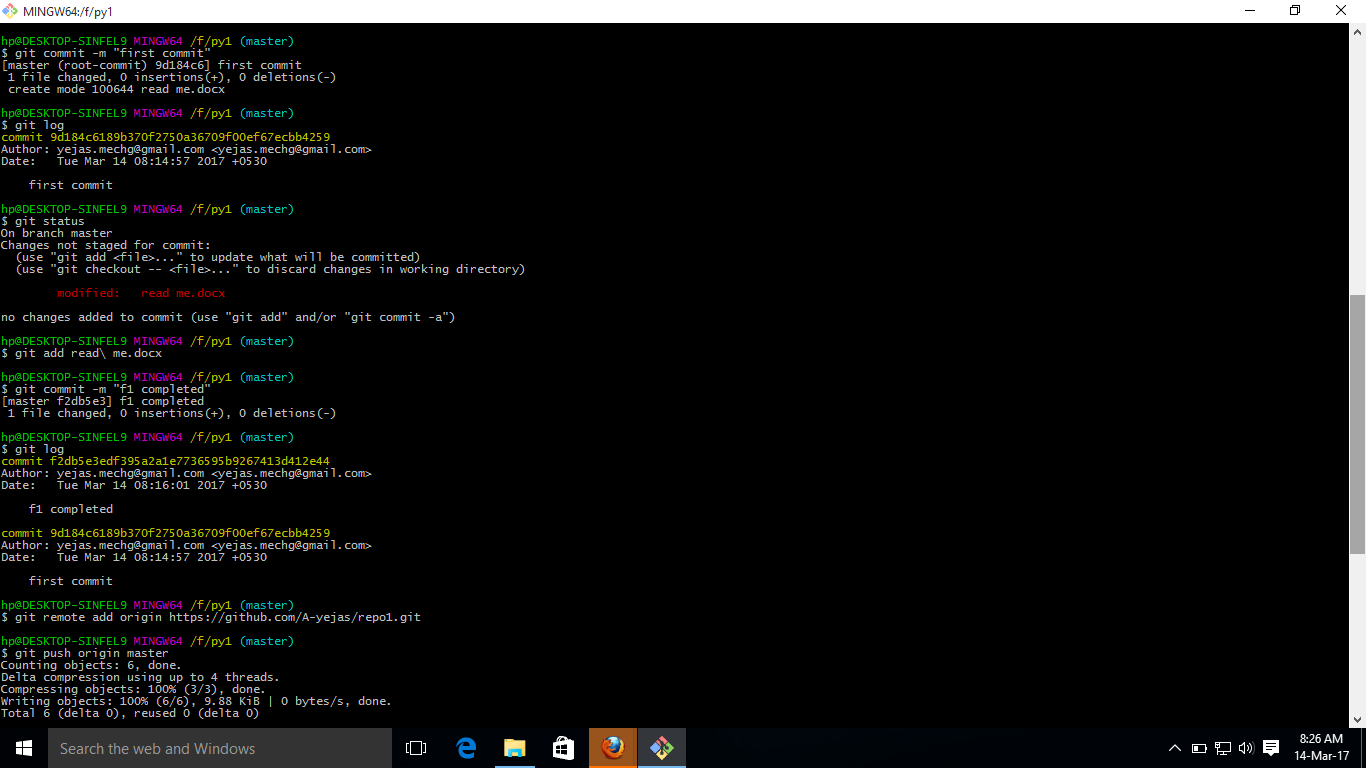 MINGW64:/f/py1
hp@DESKTOP-SINFEL9 MINGW64 /f/py1 (master)
$ git commit -m "first commit"
[master (root-commit) 9d184c6] first commit
 1 file changed, 0 insertions(+), 0 deletions(-)
 create mode 100644 read me.docx
hp@DESKTOP-SINFEL9 MINGW64 /f/py1 (master)
$ git log
commit 9d184c6189b370f2750a36709f00ef67ecbb4259
Author: yejas.mechg@gmail.com <yejas.mechg@gmail.com>
Date:   Tue Mar 14 08:14:57 2017 +0530
    first commit
hp@DESKTOP-SINFEL9 MINGW64 /f/py1 (master)
$ git status
On branch master
Changes not staged for commit:
  (use "git add <file>..." to update what will be committed)
  (use "git checkout -- <file>..." to discard changes in working directory)
        modified:   read me.docx
no changes added to commit (use "git add" and/or "git commit -a")
hp@DESKTOP-SINFEL9 MINGW64 /f/py1 (master)
$ git add read\ me.docx
hp@DESKTOP-SINFEL9 MINGW64 /f/py1 (master)
$ git commit -m "f1 completed"
[master f2db5e3] f1 completed
 1 file changed, 0 insertions(+), 0 deletions(-)
hp@DESKTOP-SINFEL9 MINGW64 /f/py1 (master)
$ git log
commit f2db5e3edf395a2a1e7736595b9267413d412e44
Author: yejas.mechg@gmail.com <yejas.mechg@gmail.com>
Date:   Tue Mar 14 08:16:01 2017 +0530
    f1 completed
commit 9d184c6189b370f2750a36709f00ef67ecbb4259
Author: yejas.mechg@gmail.com <yejas.mechg@gmail.com>
Date:   Tue Mar 14 08:14:57 2017 +0530
    first commit
hp@DESKTOP-SINFEL9 MINGW64 /f/py1 (master)
$ git remote add origin https://github.com/A-yejas/repo1.git
hp@DESKTOP-SINFEL9 MINGW64 /f/py1 (master)
$ git push origin master
Counting objects: 6, done.
Delta compression using up to 4 threads.
Compressing objects: 100% (3/3), done.
Writing objects: 100% (6/6), 9.88 KiB | 0 bytes/s, done.
Total 6 (delta 0), reused 0 (delta 0)
Search the web and Windows
8:26 AM
14-Mar-17